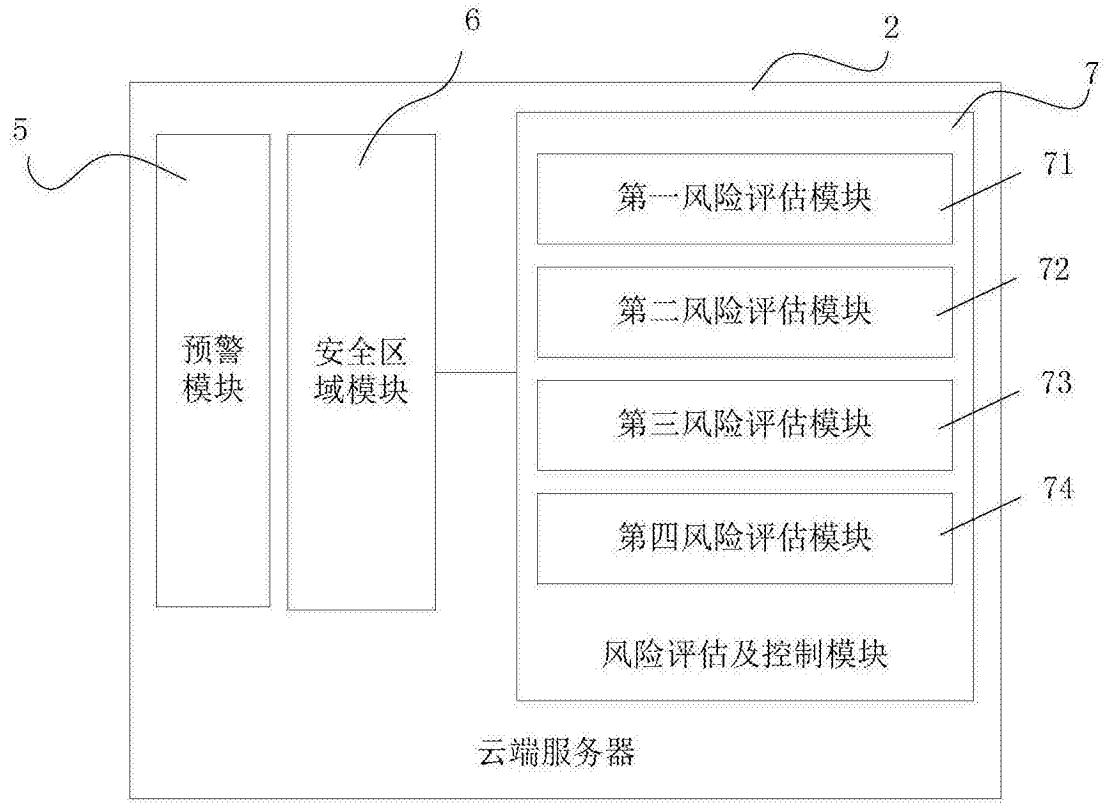 6
2
7
5
71
第一风险评估模块
72
第二风险评估模块
预警
模块
安全区
域模块
73
第三风险评估模块
74
第四风险评估模块
风险评估及控制模块
云端服务器